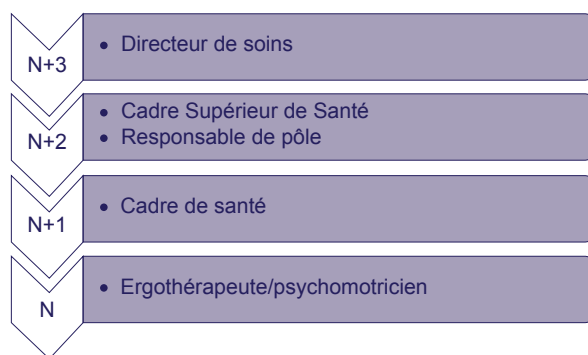 N+3
• Directeur de soins
N+2
• Cadre Supérieur de Santé
• Responsable de pôle
N+1
• Cadre de santé
N
• Ergothérapeute/psychomotricien